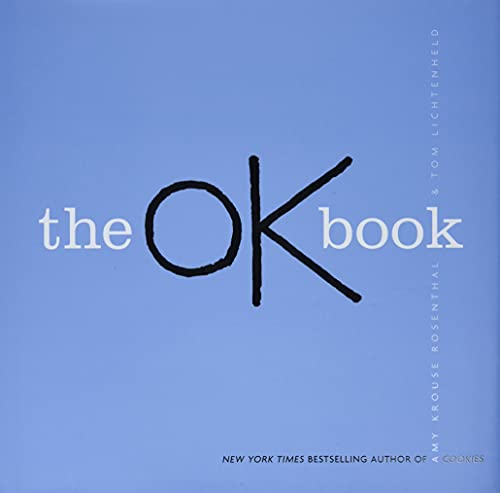 the OK book
AMY KROUSE ROSENTHAL & TOM LICHTENHELD
NEW YORK TIMES BESTSELLING AUTHOR OF COOKIES